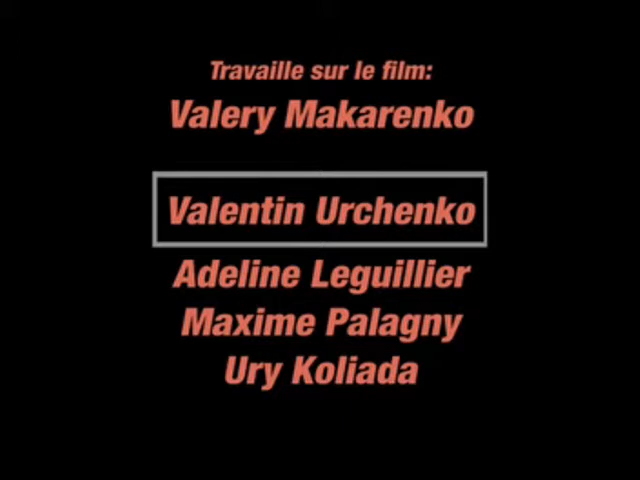 Travaille sur le film:
Valery Makarenko
Valentin Urchenko
Adeline Leguillier
Maxime Palagny
Ury Koliada